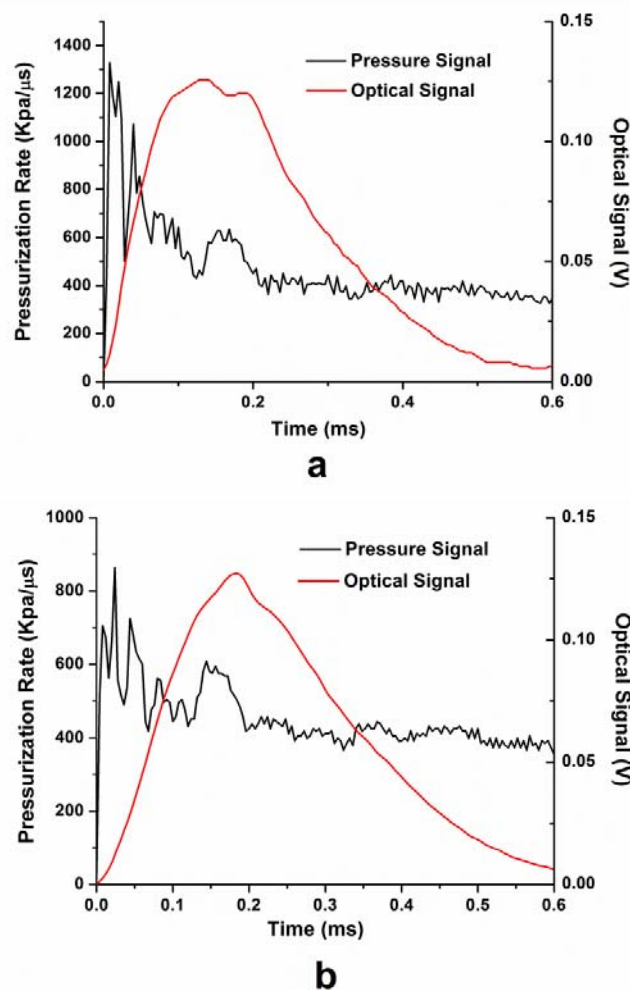 1400
1200
1000
800
600
400
200
0
Pressurization Rate (Kpa/µs)
Pressure Signal
Optical Signal
0.15
0.10
0.05
0.00
Optical Signal (V)
0.0 0.2 0.4 0.6
Time (ms)
a
1000
800
600
400
200
0
Pressurization Rate (Kpa/µs)
Pressure Signal
Optical Signal
0.15
0.10
0.05
0.00
Optical Signal (V)
0.0 0.1 0.2 0.3 0.4 0.5 0.6
Time (ms)
b